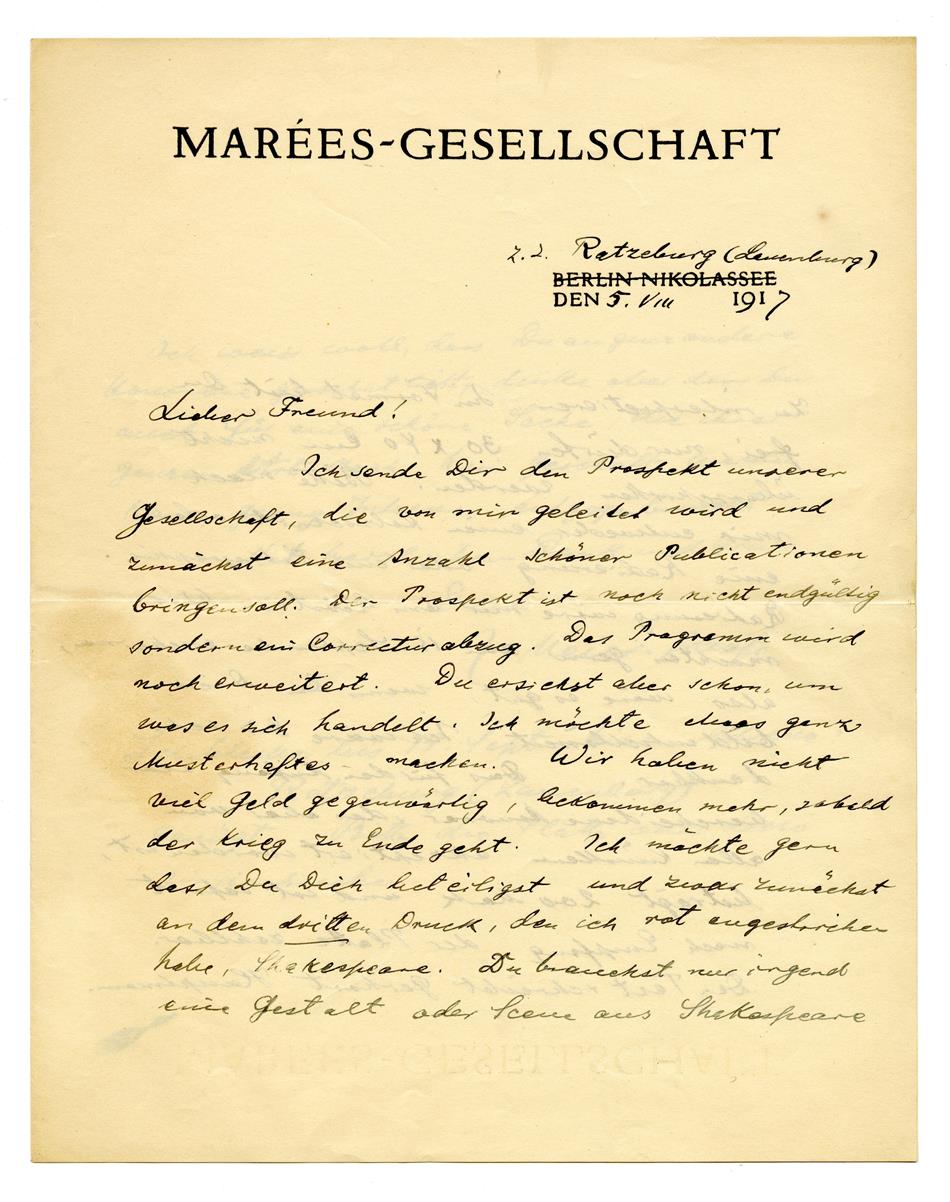 MARÉES-GESELLSCHAFT
z. Z. Ratzeburg (Lauenburg)
BERLIN-NIKOLASSEE
DEN 5. VIII 1917
Lieber Freund!
Ich sende Dir den Prospekt unserer
Gesellschaft, die von mir geleitet wird und
zunächst eine Anzahl schöner Publicationen
bringen soll. Der Prospekt ist noch nicht endgültig
sondern ein Correcturabzug. Das Programm wird
noch erweitert. Du ersiehst aber schon, um
was es sich handelt. Ich möchte etwas ganz
Musterhaftes machen. Wir haben nicht
viel Geld gegenwärtig, bekommen mehr, sobald
der Krieg zu Ende geht. Ich möchte gern
dass Du Dich beteiligst und zwar zunächst
an dem dritten Druck, den ich rot angestrichen
habe, Shakespeare. Du brauchst nur irgend
eine Gestalt oder Scene aus Shakespeare